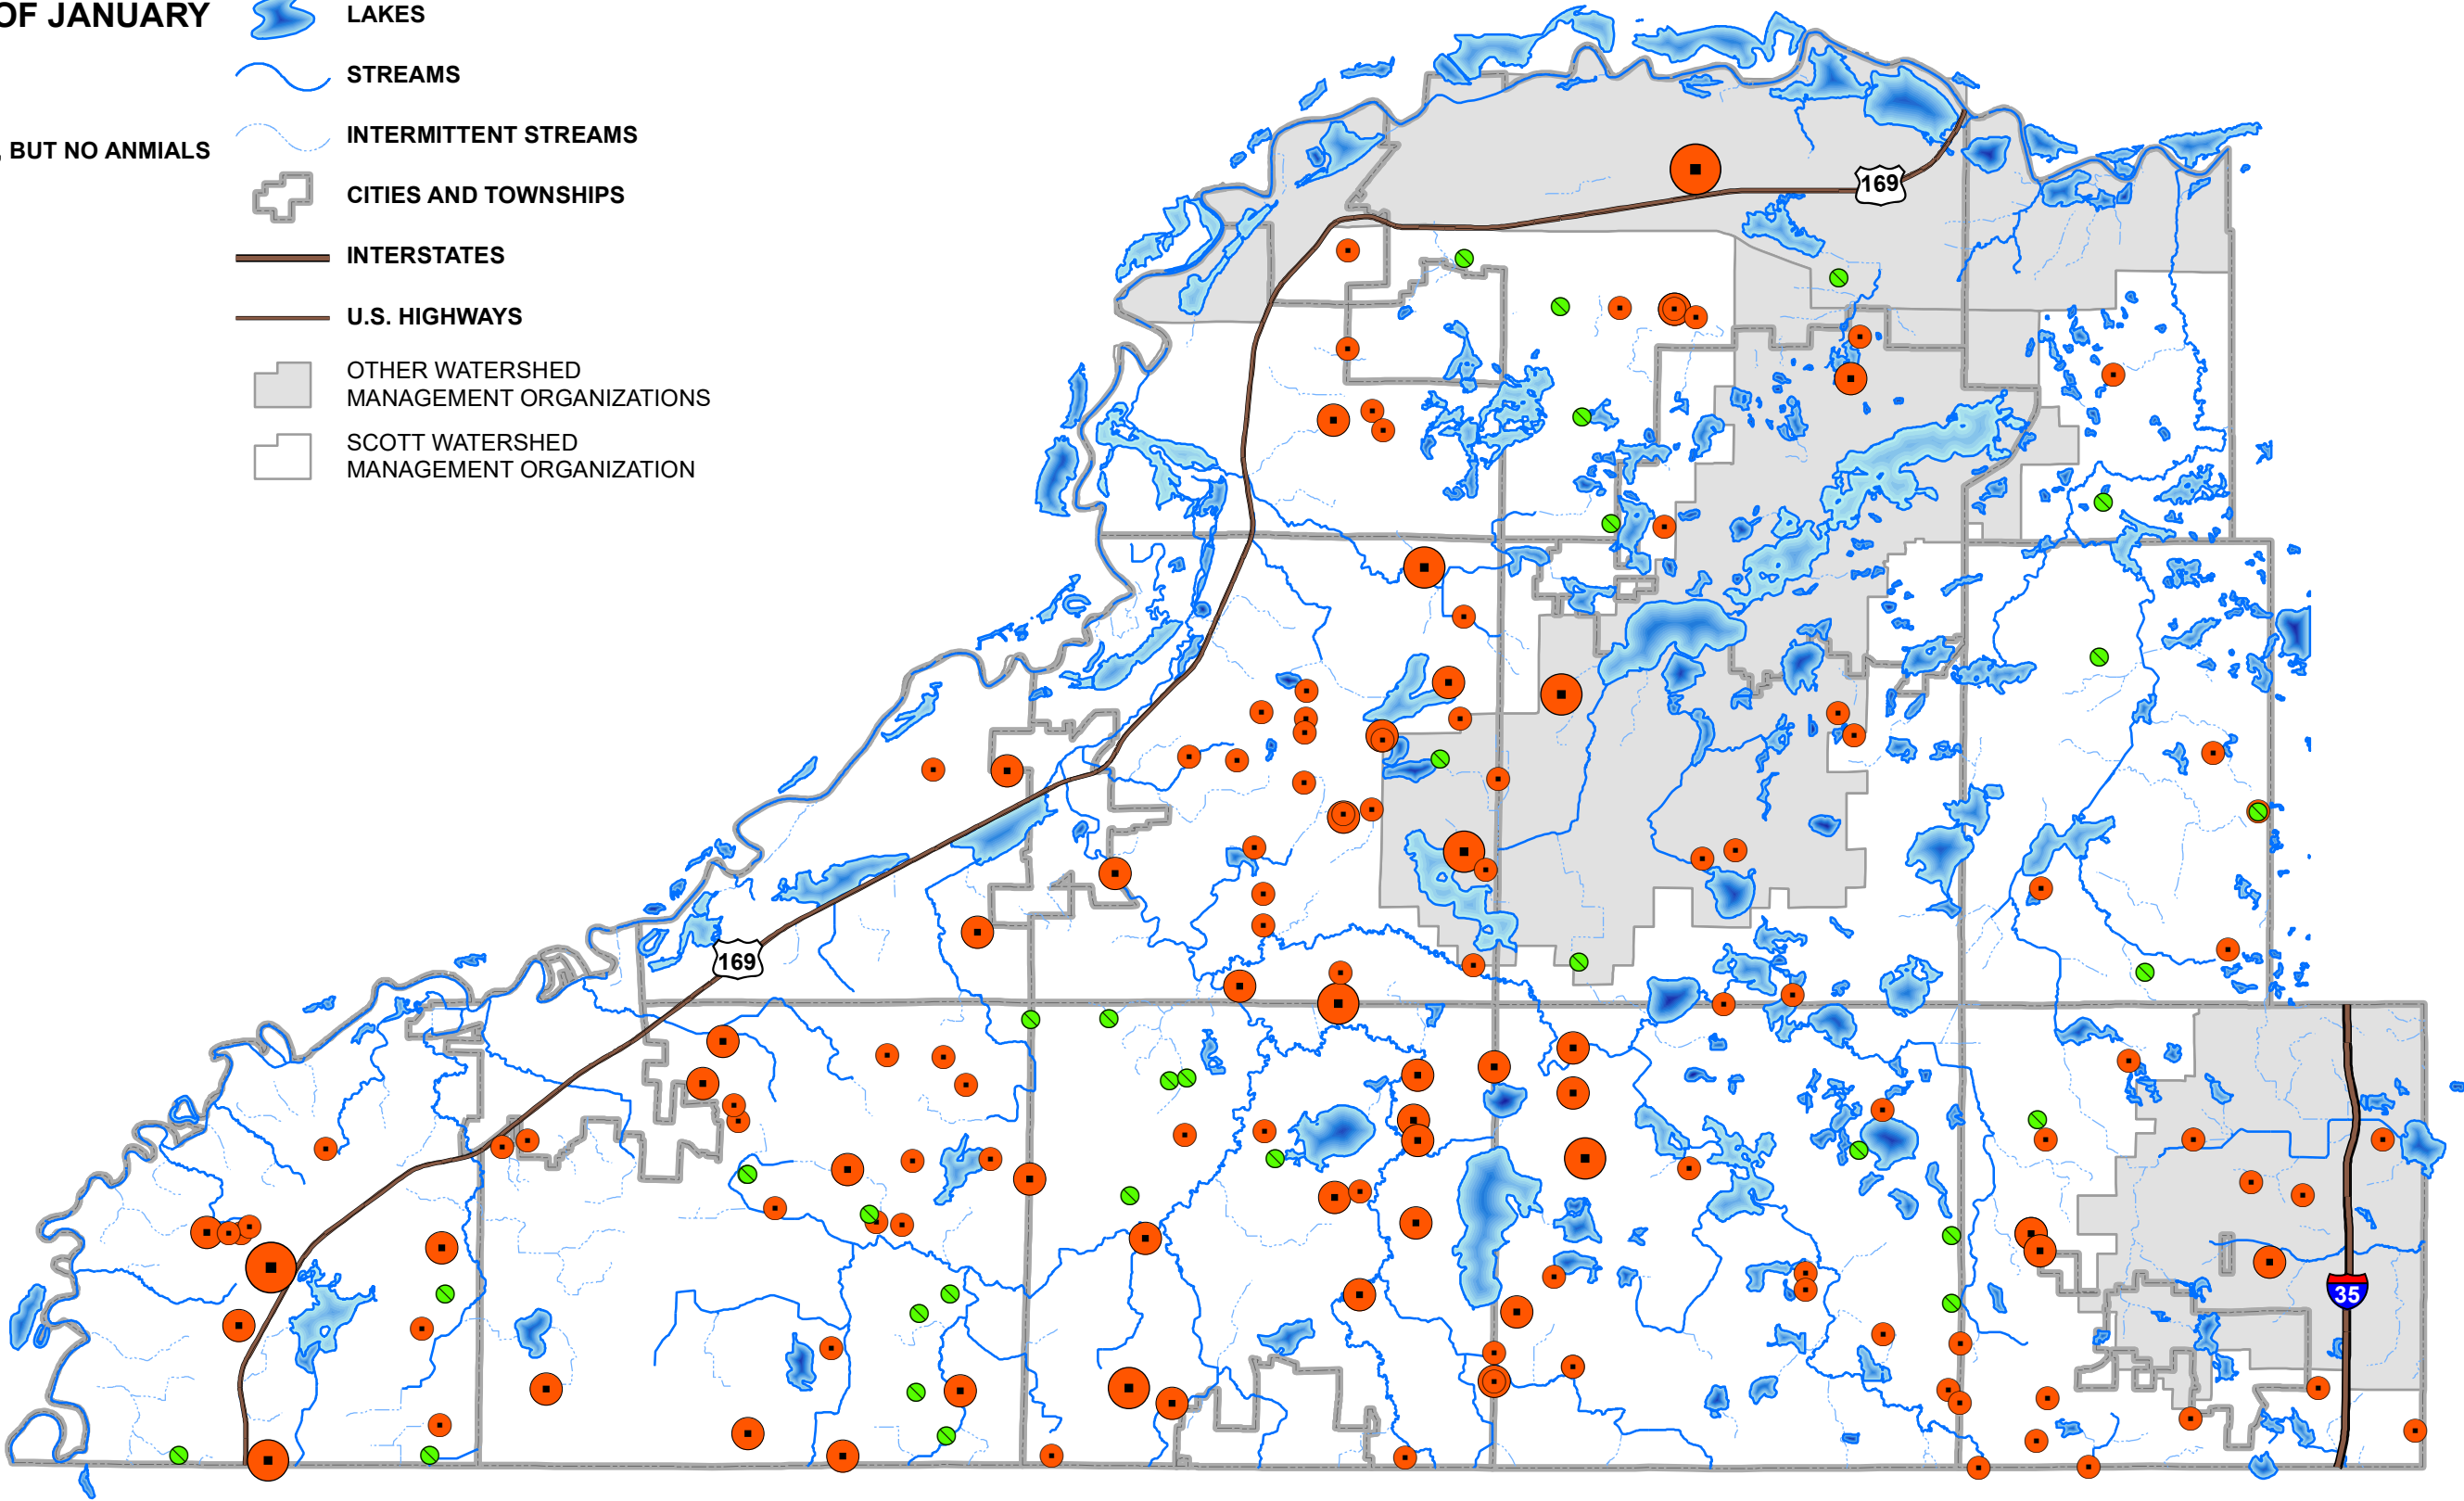 OF JANUARY
, BUT NO ANMIALS
LAKES
STREAMS
INTERMITTENT STREAMS
CITIES AND TOWNSHIPS
INTERSTATES
U.S. HIGHWAYS
OTHER WATERSHED
MANAGEMENT ORGANIZATIONS
SCOTT WATERSHED
MANAGEMENT ORGANIZATION
169
169
35